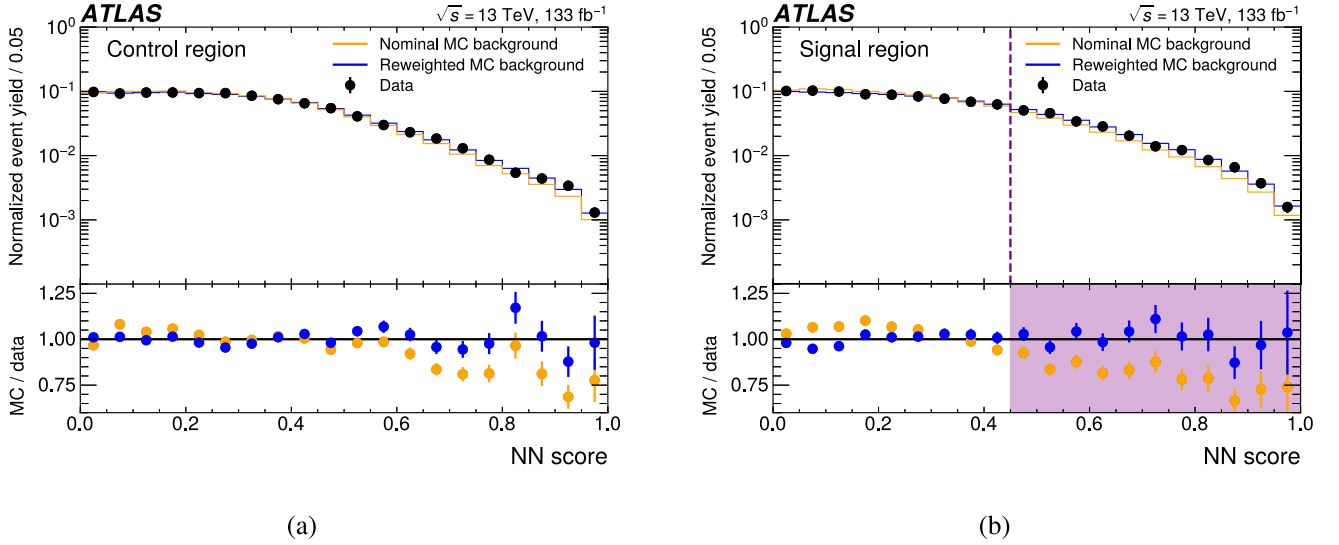 ATLAS
√s = 13 TeV, 133 fb⁻¹
Control region
Nominal MC background
Reweighted MC background
Data
Normalized event yield / 0.05
10⁰
10⁻¹
10⁻²
10⁻³
MC / data
1.25
1.00
0.75
0.0 0.2 0.4 0.6 0.8 1.0
NN score
(a)
ATLAS
√s = 13 TeV, 133 fb⁻¹
Signal region
Nominal MC background
Reweighted MC background
Data
Normalized event yield / 0.05
10⁰
10⁻¹
10⁻²
10⁻³
MC / data
1.25
1.00
0.75
0.0 0.2 0.4 0.6 0.8 1.0
NN score
(b)